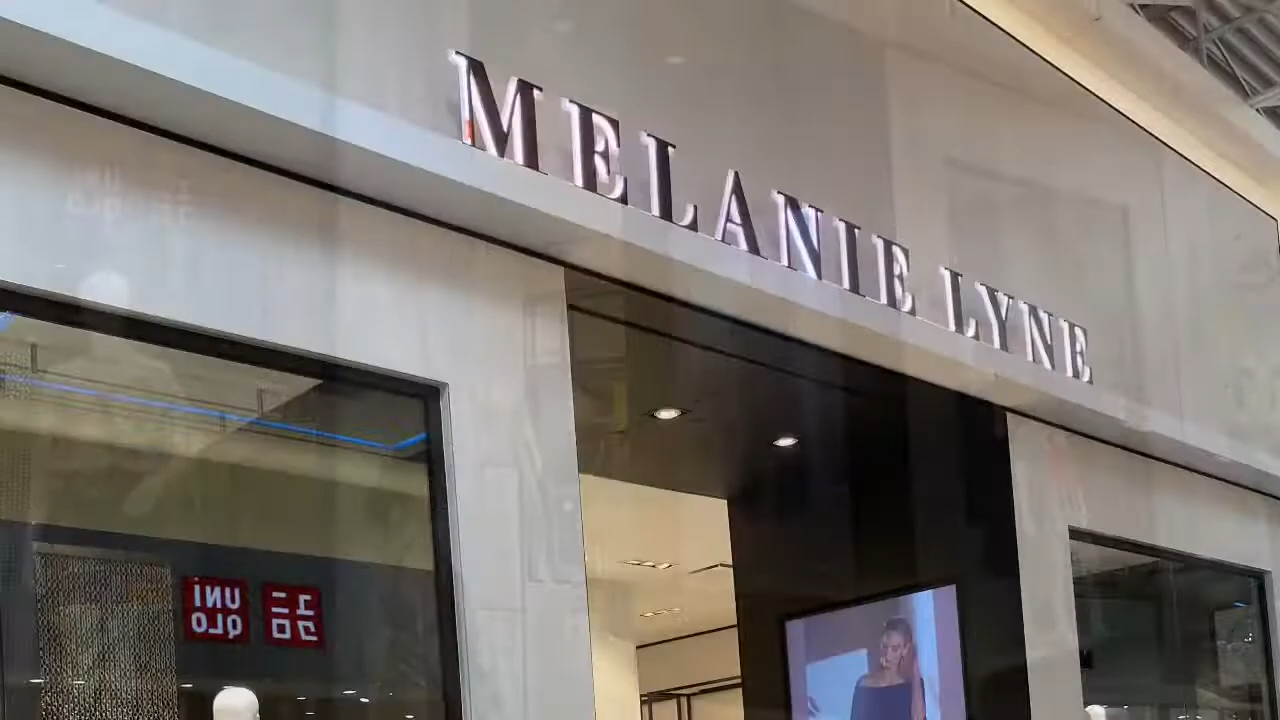 MELANIE LYNE
UNI
QLO
ユニ
クロ